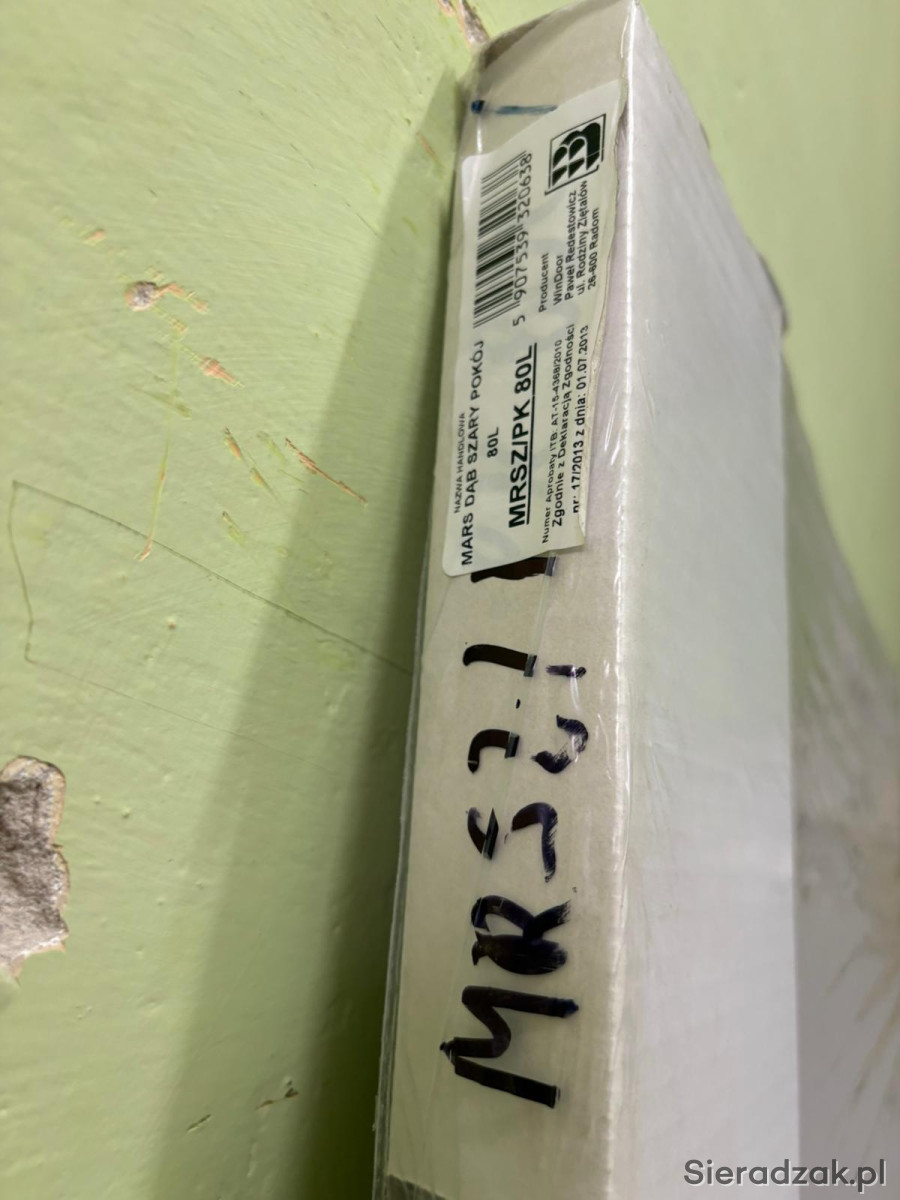 NAZWA HANDLOWA
MARS DĄB SZARY POKÓJ
80L
MRSZ/PK 80L
Numer Aprobaty ITB: AT-15-4368/2010
Zgodnie z Deklaracją Zgodności
nr: 17/2013 z dnia: 01.07.2013
5 907539 320638
Producent
WinDoor
Paweł Redestowicz
ul. Rodziny Ziętalów
26-600 Radom
MRSZ/
Sieradzak.pl